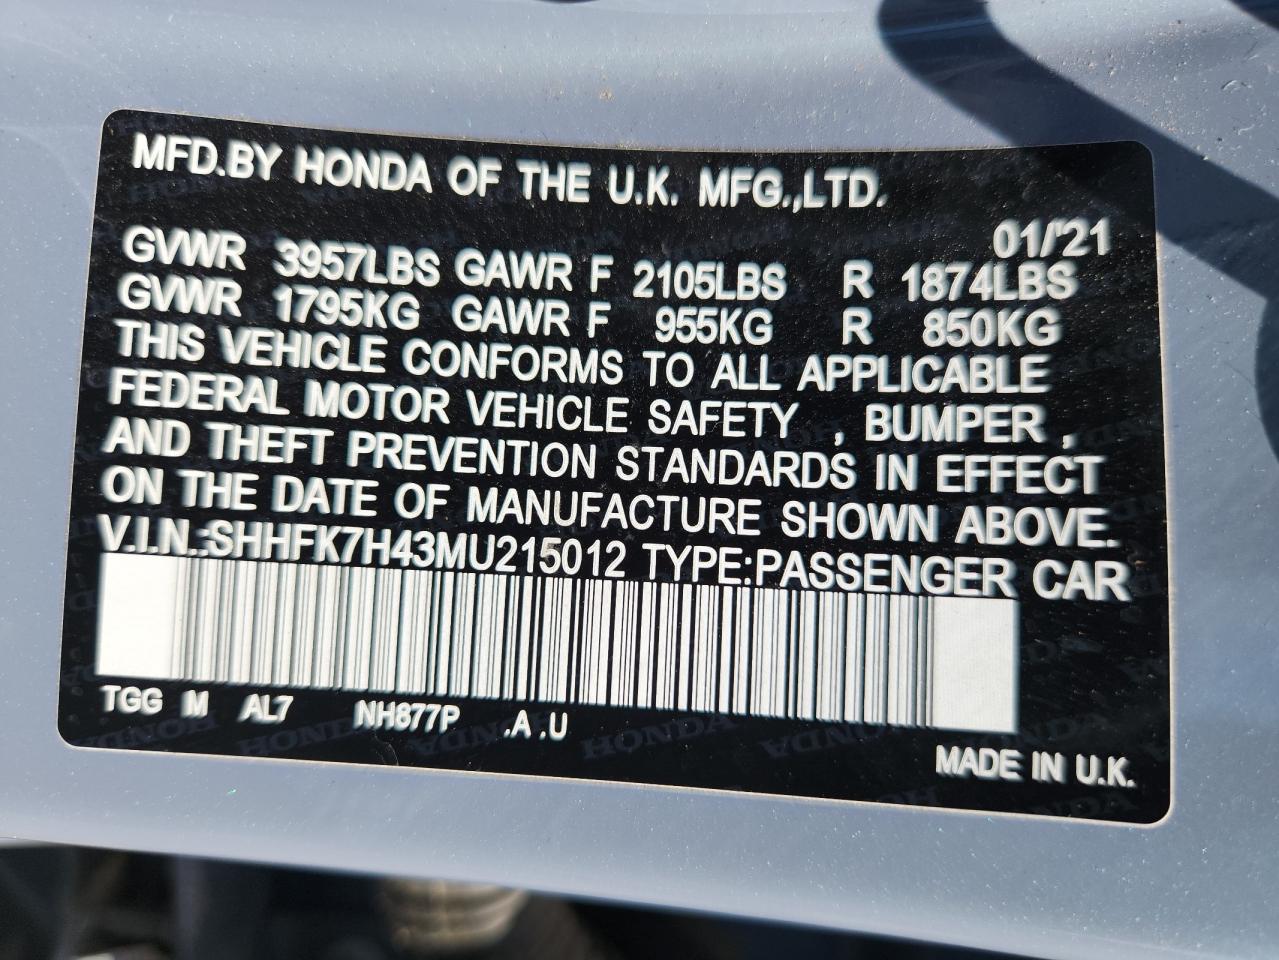 MFD.BY HONDA OF THE U.K. MFG.,LTD.
01/'21
GVWR 3957LBS GAWR F 2105LBS R 1874LBS
GVWR 1795KG GAWR F 955KG R 850KG
THIS VEHICLE CONFORMS TO ALL APPLICABLE
FEDERAL MOTOR VEHICLE SAFETY , BUMPER ,
AND THEFT PREVENTION STANDARDS IN EFFECT
ON THE DATE OF MANUFACTURE SHOWN ABOVE.
V.I.N.:SHHFK7H43MU215012 TYPE:PASSENGER CAR
TGG M AL7 NH877P .A .U
MADE IN U.K.